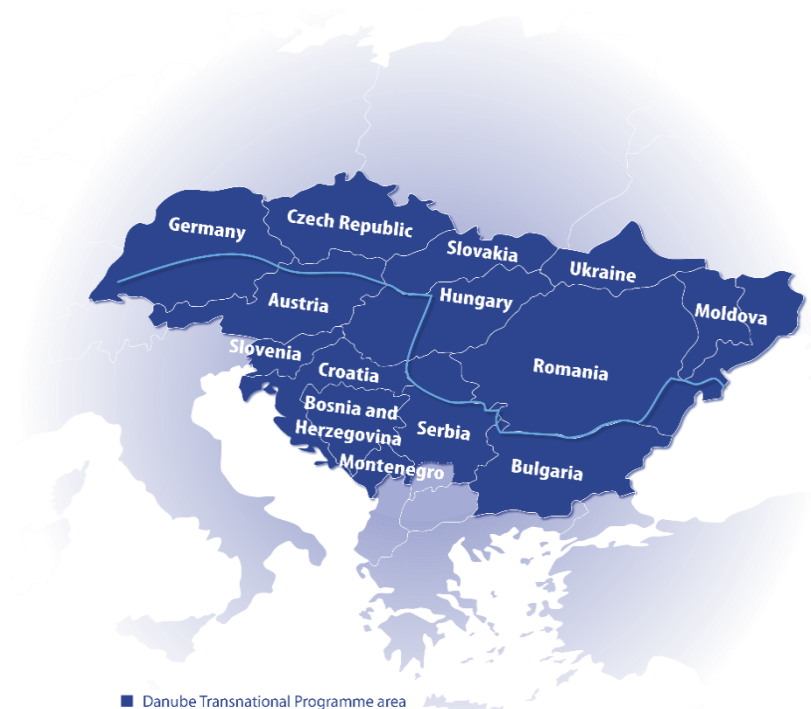 Germany
Czech Republic
Slovakia
Ukraine
Austria
Hungary
Moldova
Slovenia
Croatia
Romania
Bosnia and
Herzegovina
Serbia
Montenegro
Bulgaria
Danube Transnational Programme area